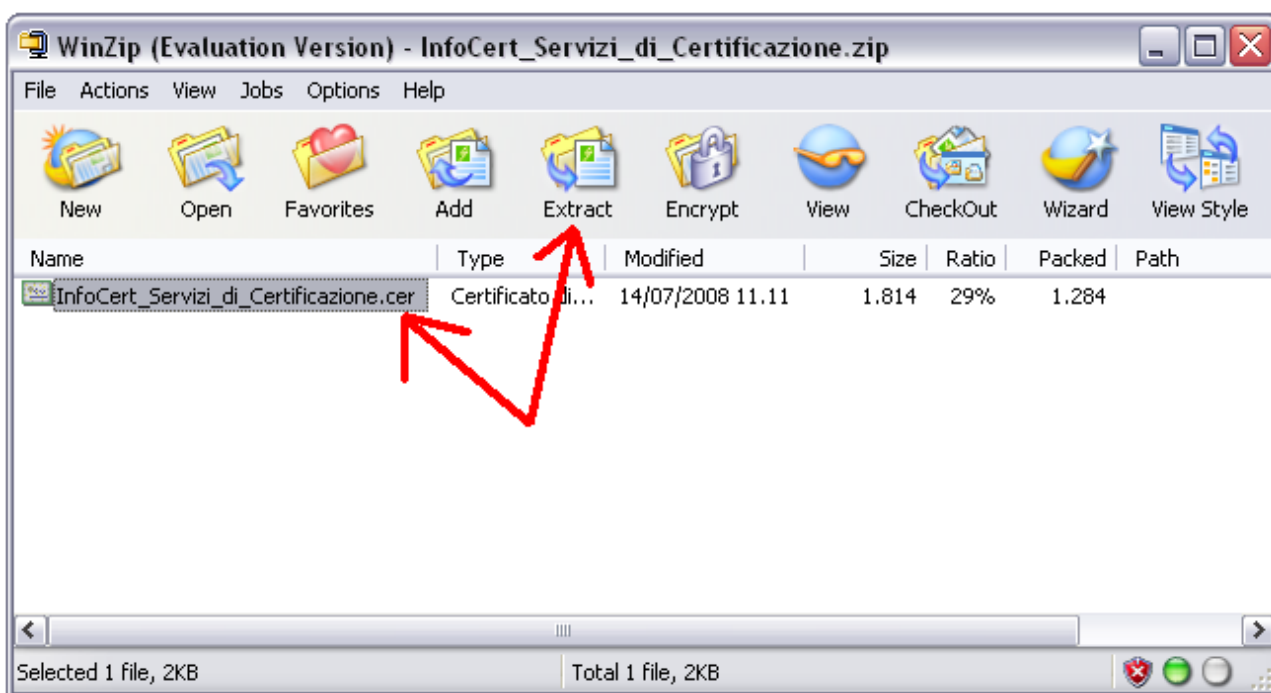 WinZip (Evaluation Version) - InfoCert_Servizi_di_Certificazione.zip
File Actions View Jobs Options Help
New Open Favorites Add Extract Encrypt View CheckOut Wizard View Style
Name Type Modified Size Ratio Packed Path
InfoCert_Servizi_di_Certificazione.cer Certificato di... 14/07/2008 11.11 1.814 29% 1.284
Selected 1 file, 2KB Total 1 file, 2KB